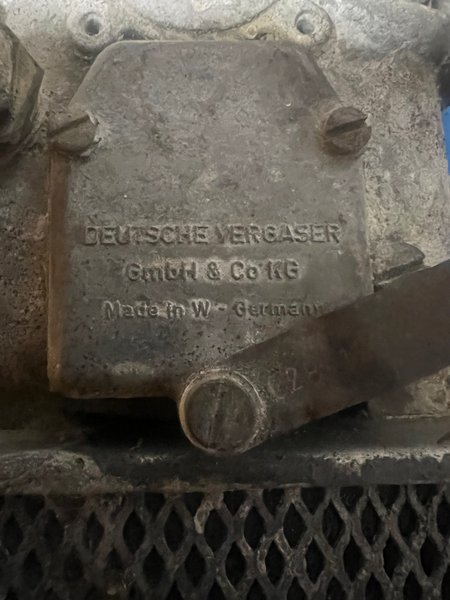 DEUTSCHE VERGASER
GmbH & Co KG
Made in W - Germany